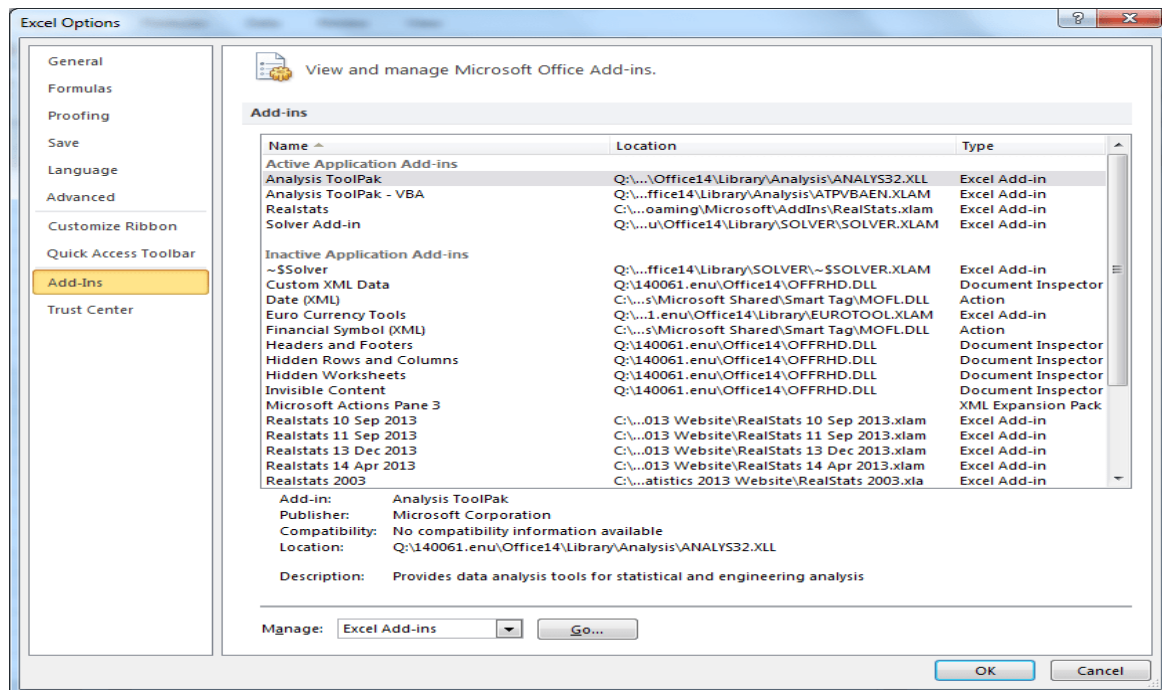 Excel Options
General
Formulas
Proofing
Save
Language
Advanced
Customize Ribbon
Quick Access Toolbar
Add-Ins
Trust Center
View and manage Microsoft Office Add-ins.
Add-ins
Name Location Type
Active Application Add-ins
Analysis ToolPak Q:\...\Office14\Library\Analysis\ANALYS32.XLL Excel Add-in
Analysis ToolPak - VBA Q:\...ffice14\Library\Analysis\ATPVBAEN.XLAM Excel Add-in
Realstats C:\...oaming\Microsoft\AddIns\RealStats.xlam Excel Add-in
Solver Add-in Q:\...u\Office14\Library\SOLVER\SOLVER.XLAM Excel Add-in
Inactive Application Add-ins
~$Solver Q:\...ffice14\Library\SOLVER\~$SOLVER.XLAM Excel Add-in
Custom XML Data Q:\140061.enu\Office14\OFFRHD.DLL Document Inspector
Date (XML) C:\...s\Microsoft Shared\Smart Tag\MOFL.DLL Action
Euro Currency Tools Q:\...1.enu\Office14\Library\EUROTOOL.XLAM Excel Add-in
Financial Symbol (XML) C:\...s\Microsoft Shared\Smart Tag\MOFL.DLL Action
Headers and Footers Q:\140061.enu\Office14\OFFRHD.DLL Document Inspector
Hidden Rows and Columns Q:\140061.enu\Office14\OFFRHD.DLL Document Inspector
Hidden Worksheets Q:\140061.enu\Office14\OFFRHD.DLL Document Inspector
Invisible Content Q:\140061.enu\Office14\OFFRHD.DLL Document Inspector
Microsoft Actions Pane 3 XML Expansion Pack
Realstats 10 Sep 2013 C:\...013 Website\RealStats 10 Sep 2013.xlam Excel Add-in
Realstats 11 Sep 2013 C:\...013 Website\RealStats 11 Sep 2013.xlam Excel Add-in
Realstats 13 Dec 2013 C:\...013 Website\RealStats 13 Dec 2013.xlam Excel Add-in
Realstats 14 Apr 2013 C:\...013 Website\RealStats 14 Apr 2013.xlam Excel Add-in
Realstats 2003 C:\...atistics 2013 Website\RealStats 2003.xla Excel Add-in
Add-in: Analysis ToolPak
Publisher: Microsoft Corporation
Compatibility: No compatibility information available
Location: Q:\140061.enu\Office14\Library\Analysis\ANALYS32.XLL
Description: Provides data analysis tools for statistical and engineering analysis
Manage: Excel Add-ins Go...
OK Cancel